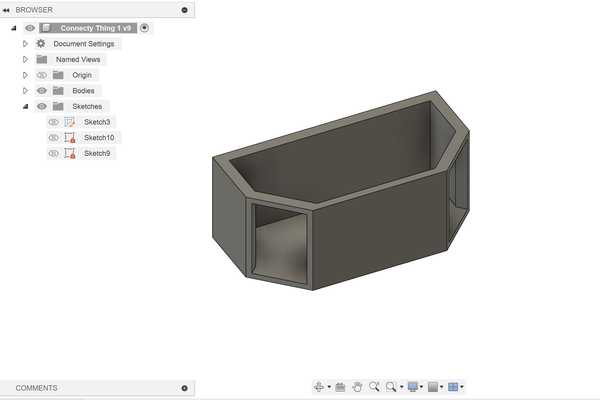 BROWSER
Connecty Thing 1 v9
Document Settings
Named Views
Origin
Bodies
Sketches
Sketch3
Sketch10
Sketch9
COMMENTS